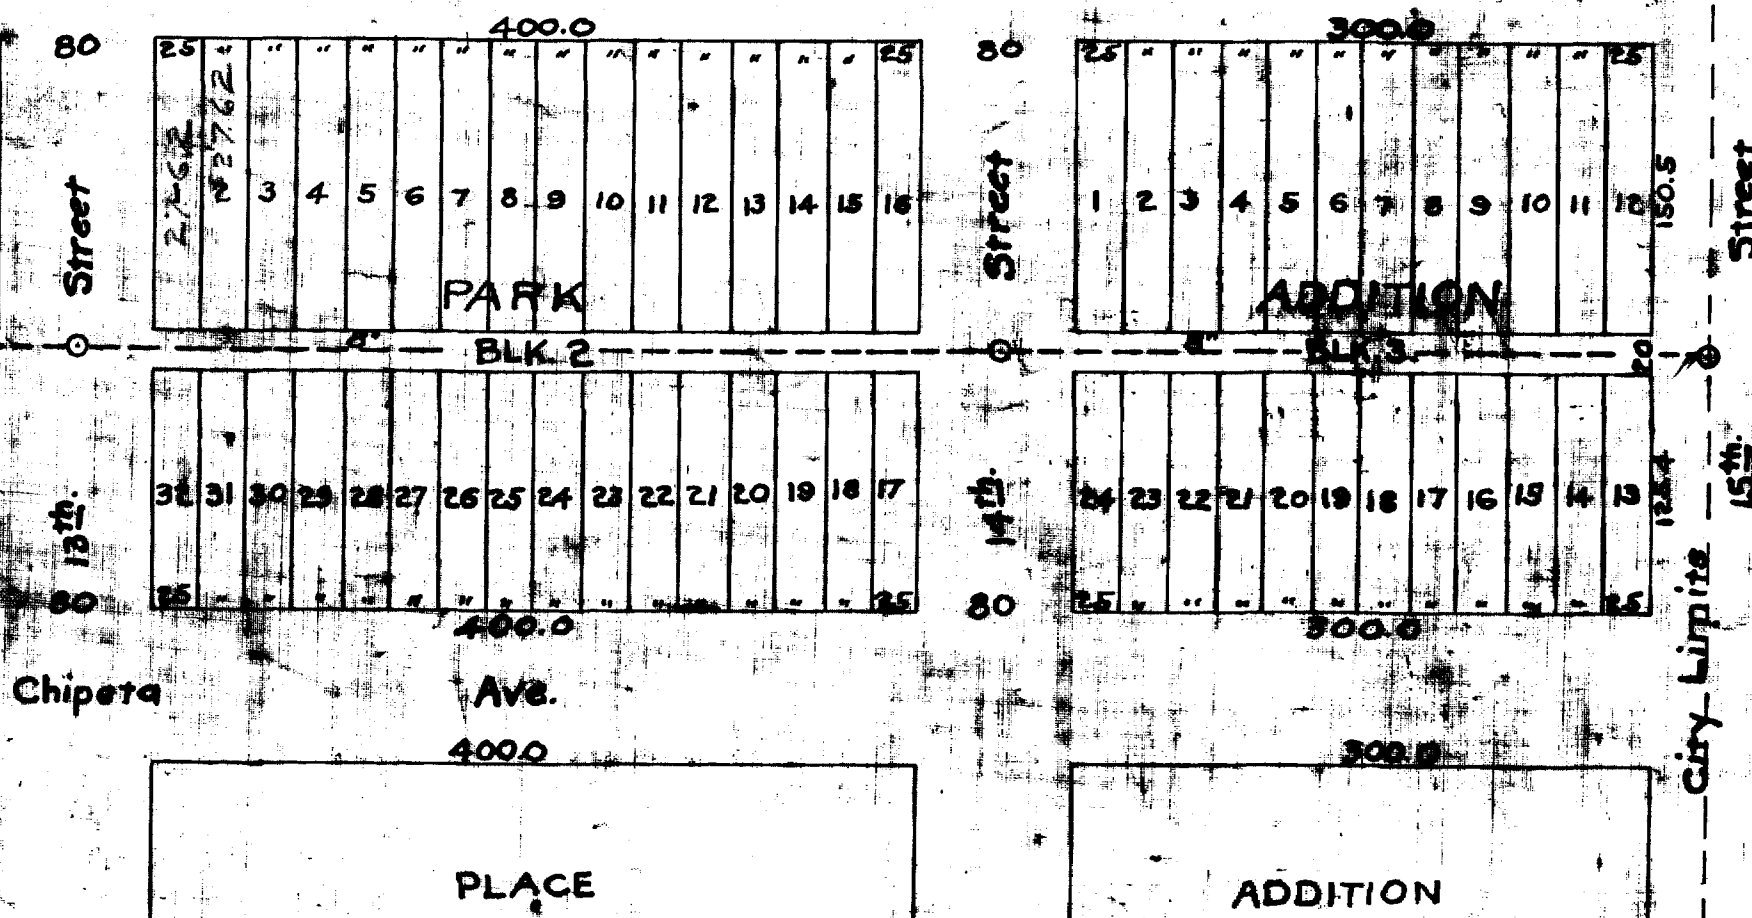 400.0 300.0
80 25 " " " " " " " " " " " " " " 25 80 25 " " " " " " " " " " 25
27-62 27762
Street 2 3 4 5 6 7 8 9 10 11 12 13 14 15 16 Street 1 2 3 4 5 6 7 8 9 10 11 12 150.5 Street
PARK ADDITION
8" BLK 2 8" BLK. 3. 20
13th. 32 31 30 29 28 27 26 25 24 23 22 21 20 19 18 17 14th. 24 23 22 21 20 19 18 17 16 15 14 13 15th.
80 25 " " " " " " " " " " " " " " 25 80 25 " " " " " " " " " " 25
400.0 300.0
Chipeta Ave. City Limits
400.0 300.0
PLACE ADDITION